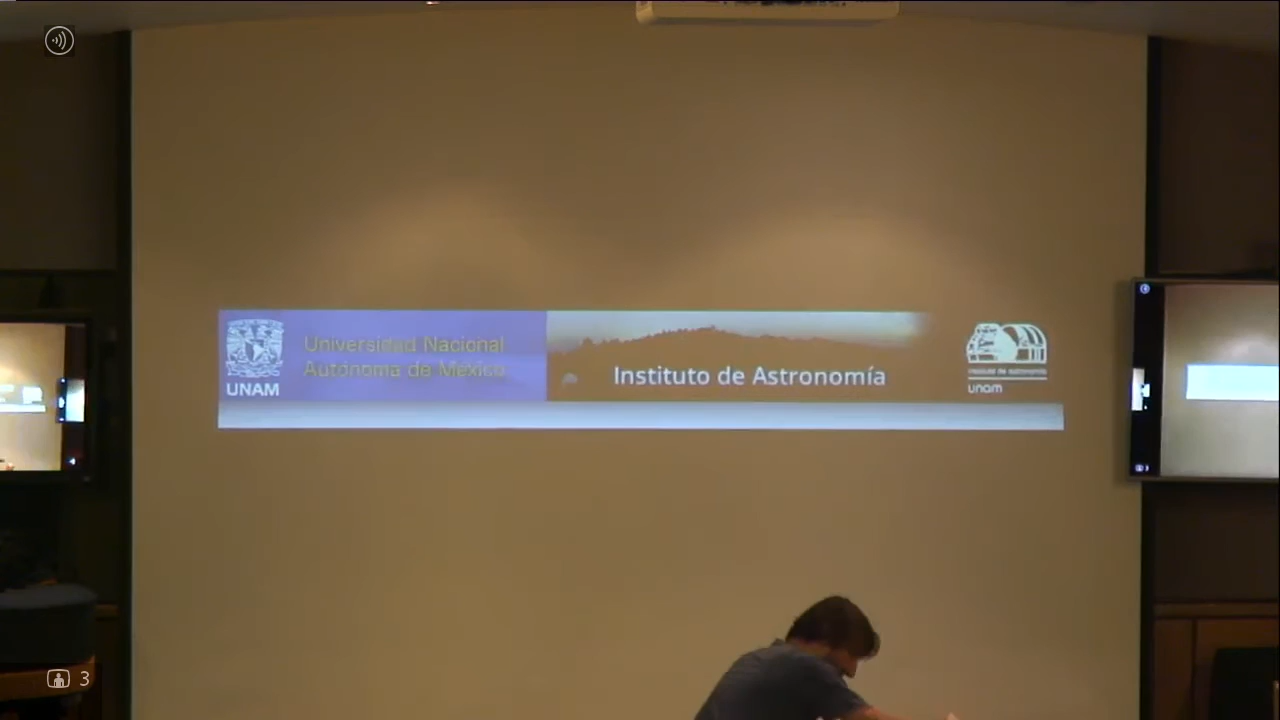 Universidad Nacional
Autónoma de México
UNAM
Instituto de Astronomía
unam
3